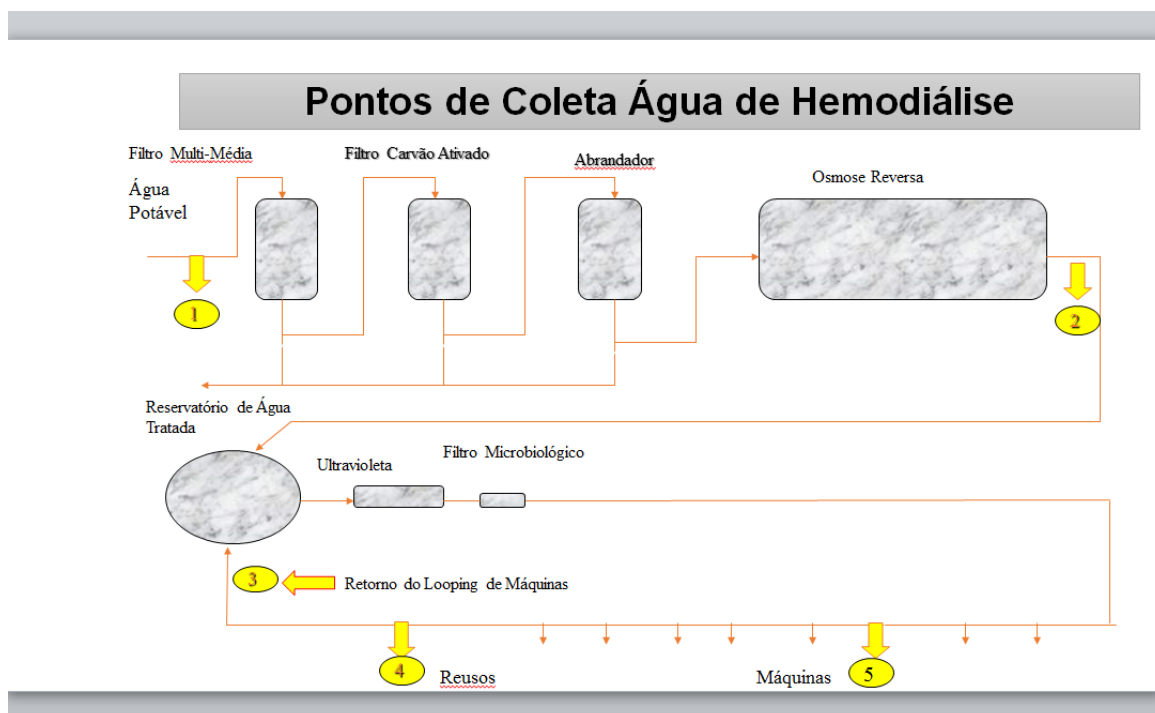 Pontos de Coleta Água de Hemodiálise
Filtro Multi-Média
Filtro Carvão Ativado
Abrandador
Osmose Reversa
Água
Potável
1
2
Reservatório de Água
Tratada
Ultravioleta
Filtro Microbiológico
3
Retorno do Looping de Máquinas
4
Reusos
Máquinas
5